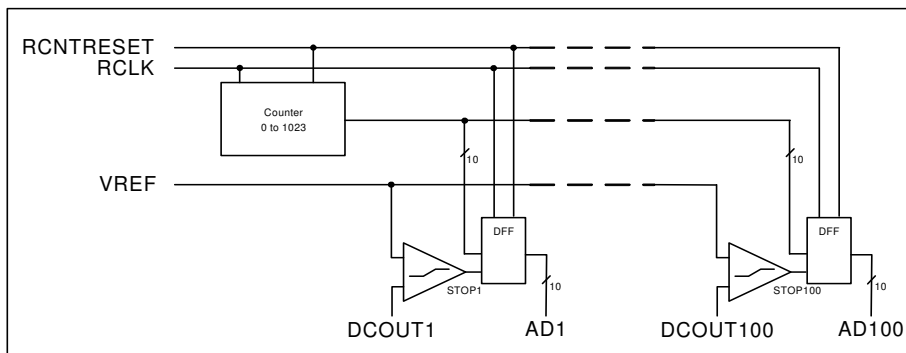 RCNTRESET
RCLK
Counter
0 to 1023
10
10
VREF
DFF
DFF
STOP1
10
STOP100
10
DCOUT1
AD1
DCOUT100
AD100